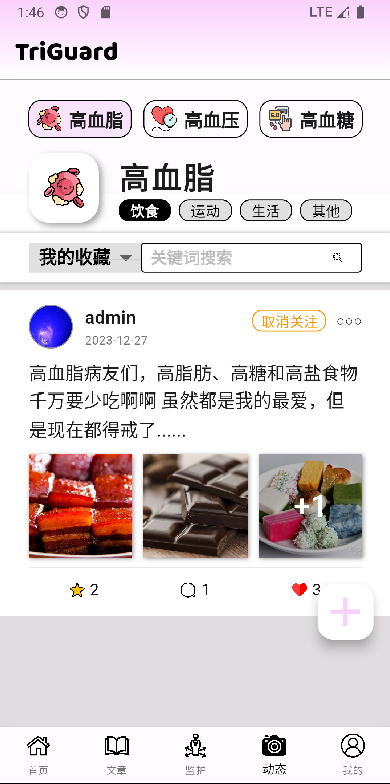 1:46 LTE
TriGuard
高血脂 高血压 高血糖
高血脂
饮食 运动 生活 其他
我的收藏 关键词搜索
admin
取消关注
2023-12-27
高血脂病友们，高脂肪、高糖和高盐食物
千万要少吃啊啊 虽然都是我的最爱，但
是现在都得戒了......
+1
2 1 3
首页 文章 监护 动态 我的